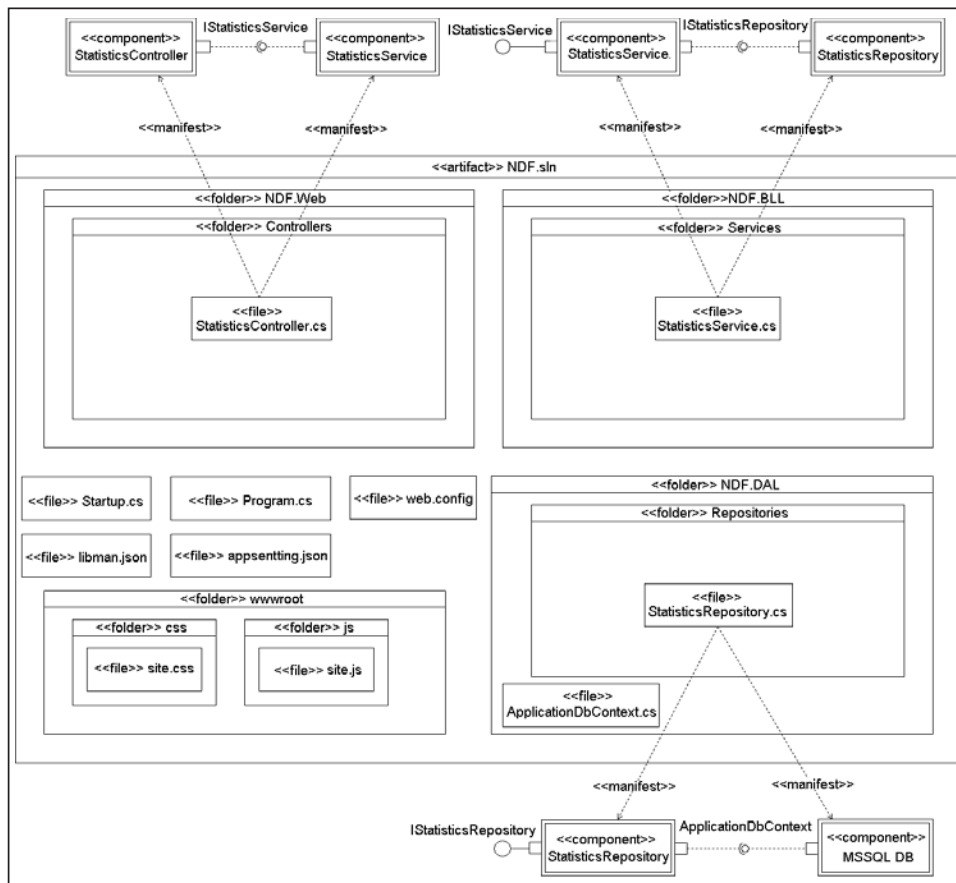 IStatisticsService
<<component>>
StatisticsController
<<component>>
StatisticsService
IStatisticsService
<<component>>
StatisticsService.
IStatisticsRepository
<<component>>
StatisticsRepository
<<manifest>>
<<manifest>>
<<manifest>>
<<manifest>>
<<artifact>> NDF.sln
<<folder>> NDF.Web
<<folder>> Controllers
<<file>>
StatisticsController.cs
<<folder>>NDF.BLL
<<folder>> Services
<<file>>
StatisticsService.cs
<<file>> Startup.cs
<<file>> Program.cs
<<file>> web.config
<<file>> libman.json
<<file>> appsentting.json
<<folder>> wwwroot
<<folder>> css
<<file>> site.css
<<folder>> js
<<file>> site.js
<<folder>> NDF.DAL
<<folder>> Repositories
<<file>>
StatisticsRepository.cs
<<file>>
ApplicationDbContext.cs
<<manifest>>
<<manifest>>
IStatisticsRepository
<<component>>
StatisticsRepository
ApplicationDbContext
<<component>>
MSSQL DB